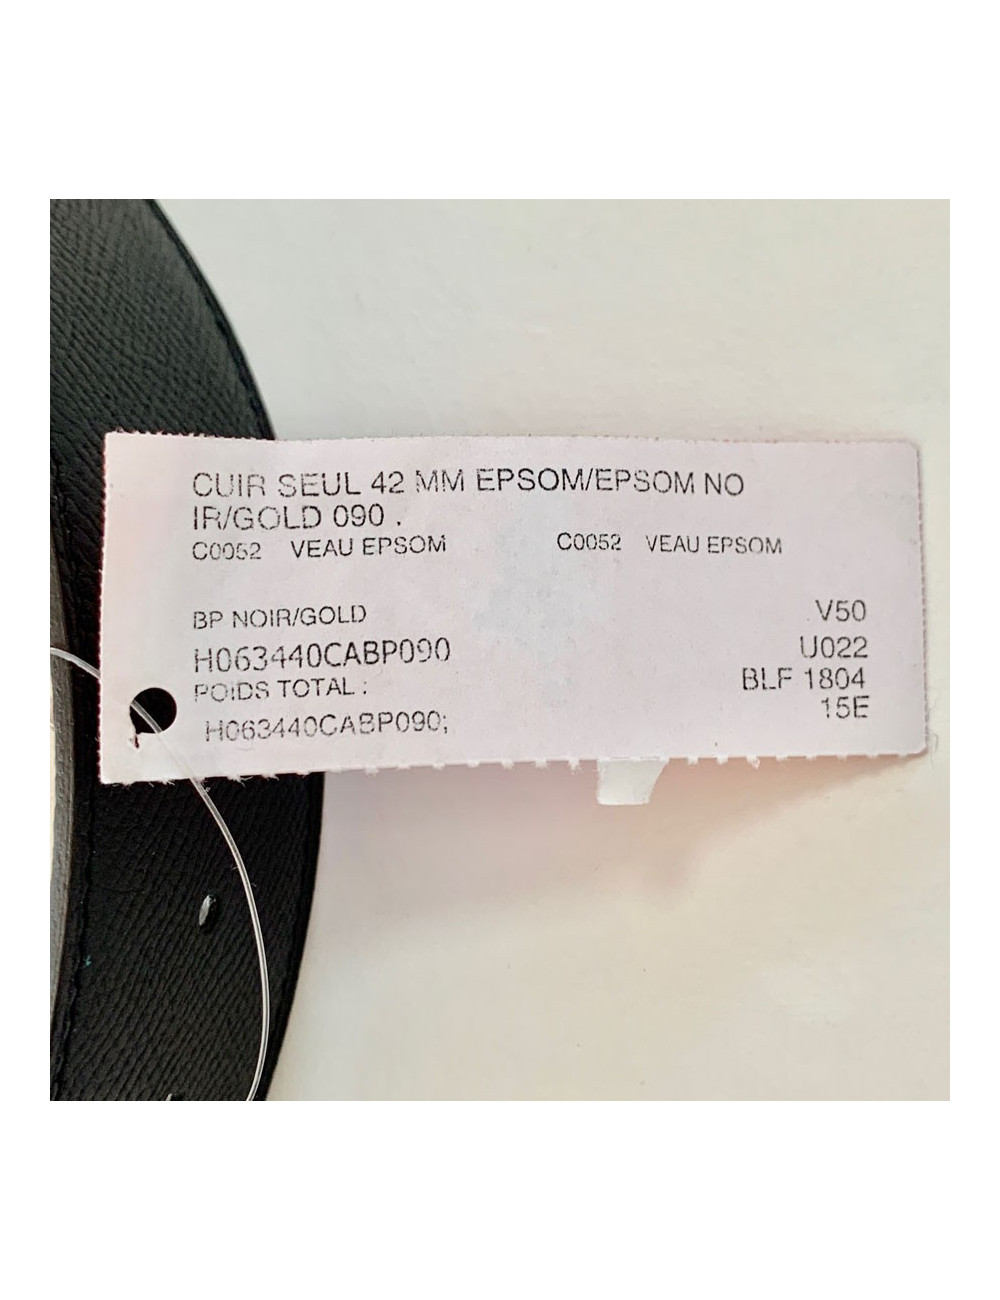 CUIR SEUL 42 MM EPSOM/EPSOM NO
IR/GOLD 090 .
C0052 VEAU EPSOM C0052 VEAU EPSOM
BP NOIR/GOLD V50
H063440CABP090 U022
POIDS TOTAL : BLF 1804
H063440CABP090; 15E